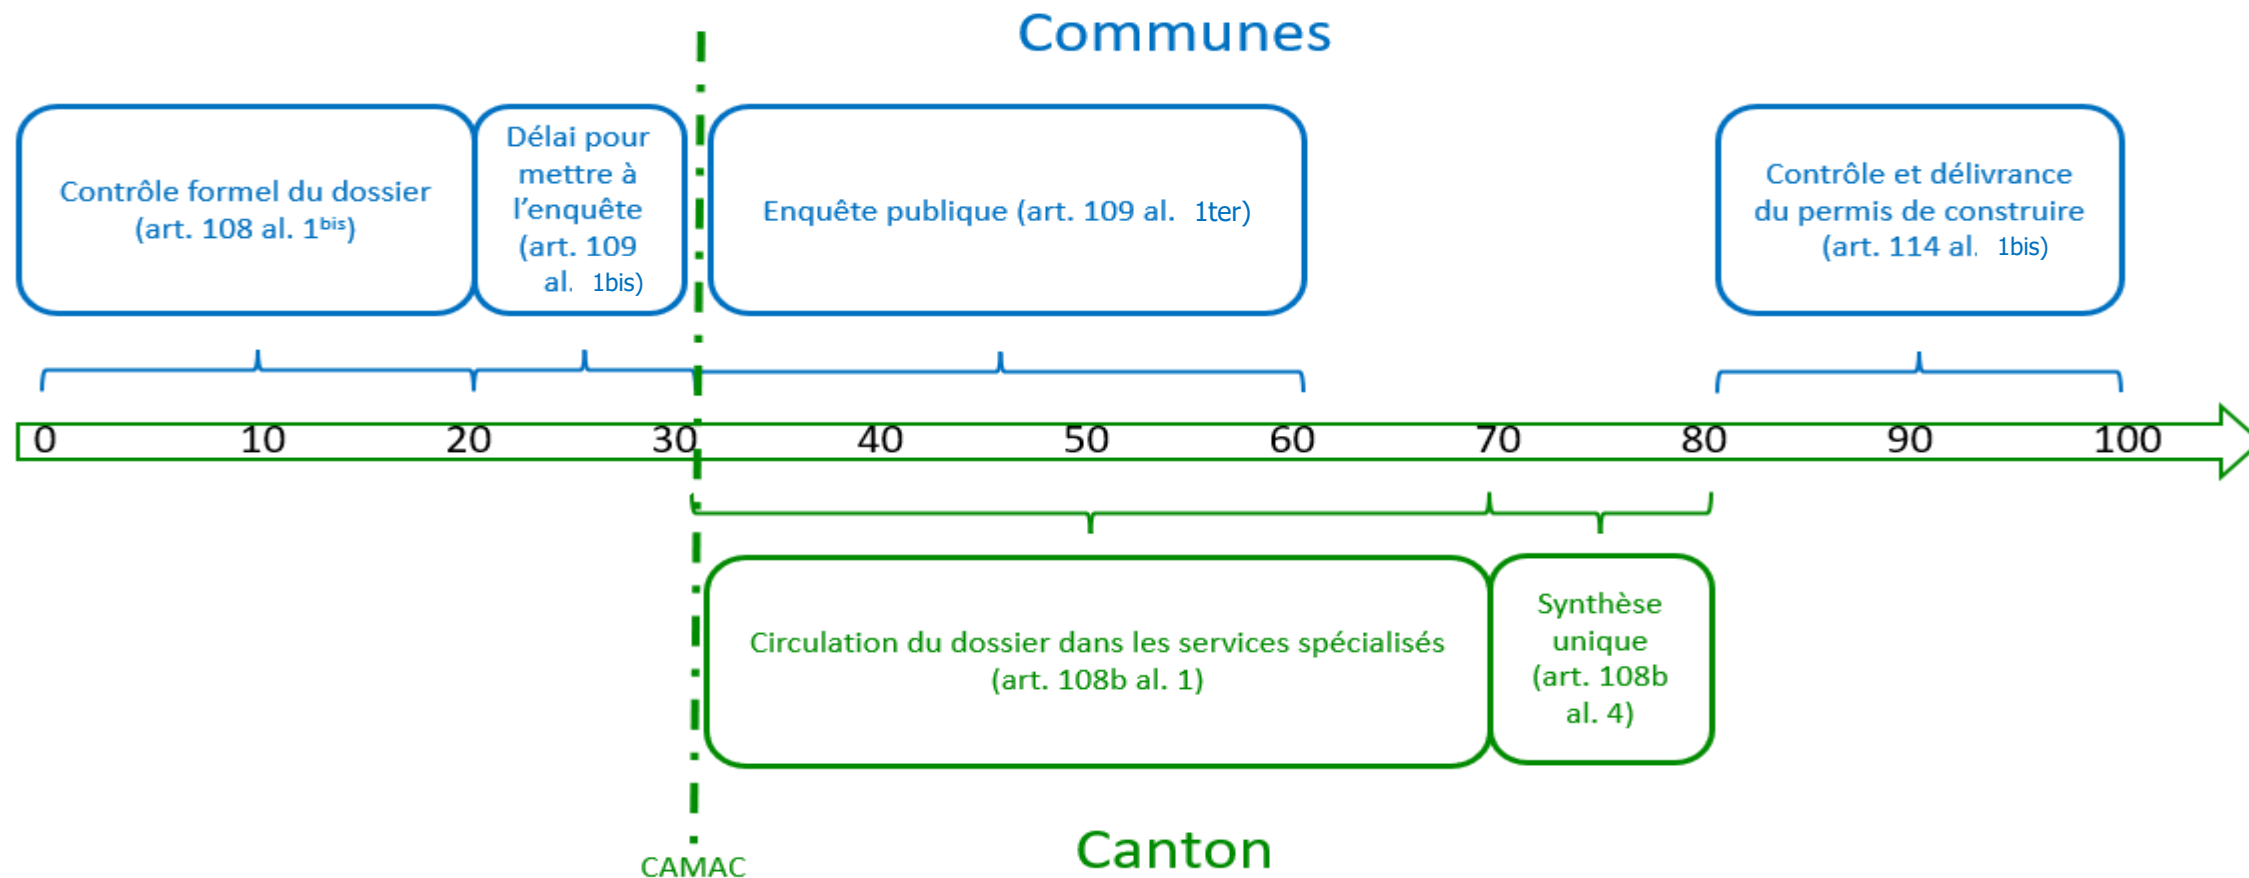 Communes
Contrôle formel du dossier
(art. 108 al. 1bis)
Délai pour
mettre à
l’enquête
(art. 109
al. 1bis)
Enquête publique (art. 109 al. 1ter)
Contrôle et délivrance
du permis de construire
(art. 114 al. 1bis)
0 10 20 30 40 50 60 70 80 90 100
Circulation du dossier dans les services spécialisés
(art. 108b al. 1)
Synthèse
unique
(art. 108b
al. 4)
CAMAC
Canton